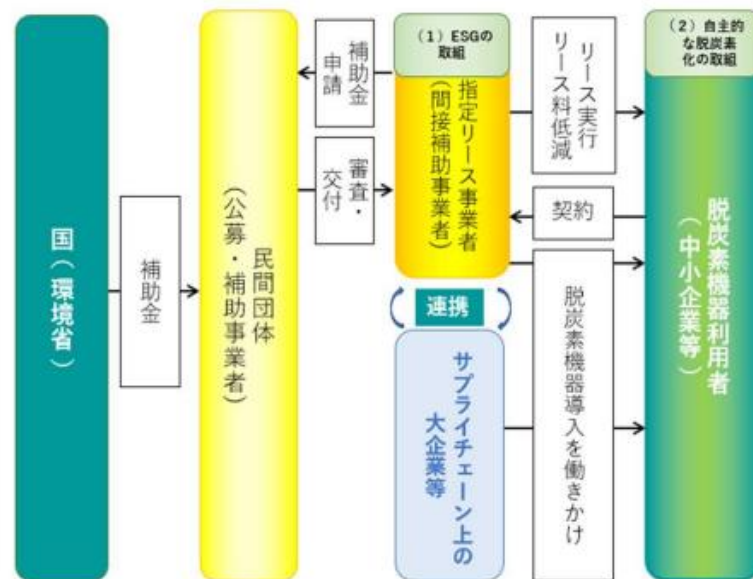 国（環境省）
補助金
民間団体
（公募・補助事業者）
補助金
申請
審査・
交付
（１）ESGの
取組
指定リース事業者
（間接補助事業者）
連携
サプライチェーン上の
大企業等
リース実行
リース料低減
契約
脱炭素機器導入を働きかけ
（２）自主的
な脱炭素
化の取組
脱炭素機器利用者
（中小企業等）